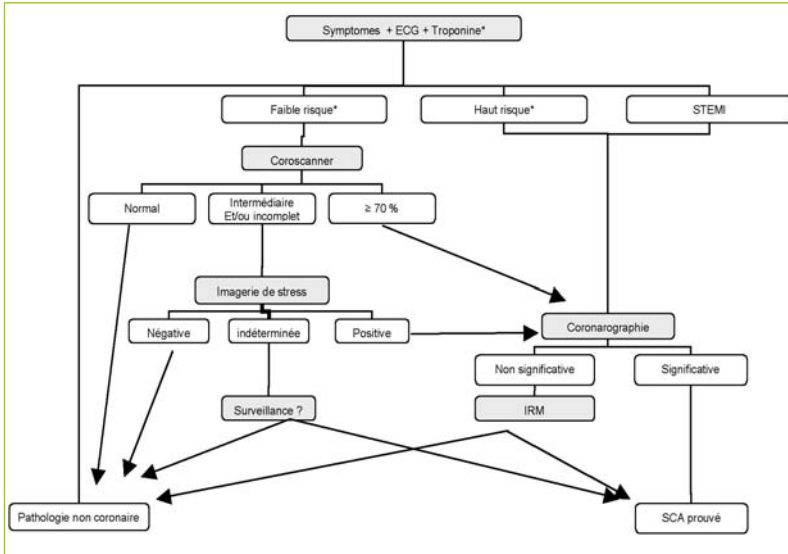 Symptomes + ECG + Troponine*
Faible risque*
Haut risque*
STEMI
Coroscanner
Normal
Intermédiaire
Et/ou incomplet
≥ 70 %
Imagerie de stress
Négative
indéterminée
Positive
Coronarographie
Non significative
Significative
Surveillance ?
IRM
Pathologie non coronaire
SCA prouvé